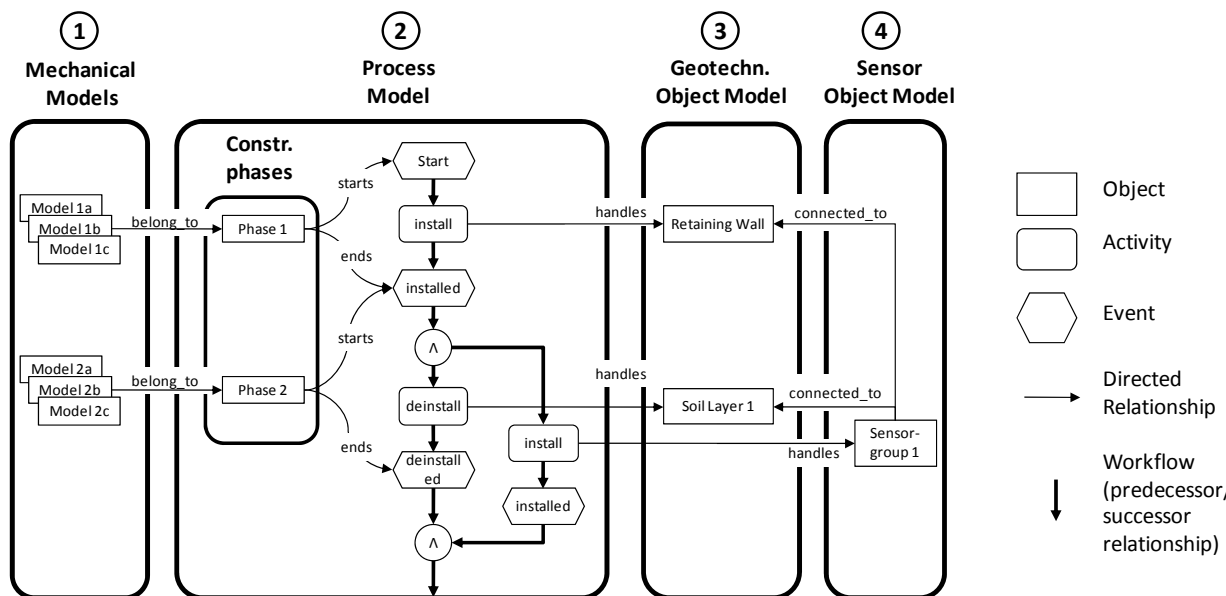 1
2
3
4
Mechanical
Models
Process
Model
Geotechn.
Object Model
Sensor
Object Model
Constr.
phases
Start
starts
Model 1a
Model 1b
Model 1c
belong_to
Phase 1
install
handles
Retaining Wall
connected_to
ends
installed
starts
Λ
Model 2a
Model 2b
Model 2c
belong_to
Phase 2
handles
deinstall
Soil Layer 1
connected_to
ends
install
handles
Sensor-
group 1
deinstall
ed
installed
Λ
Object
Activity
Event
Directed
Relationship
Workflow
(predecessor/
successor
relationship)